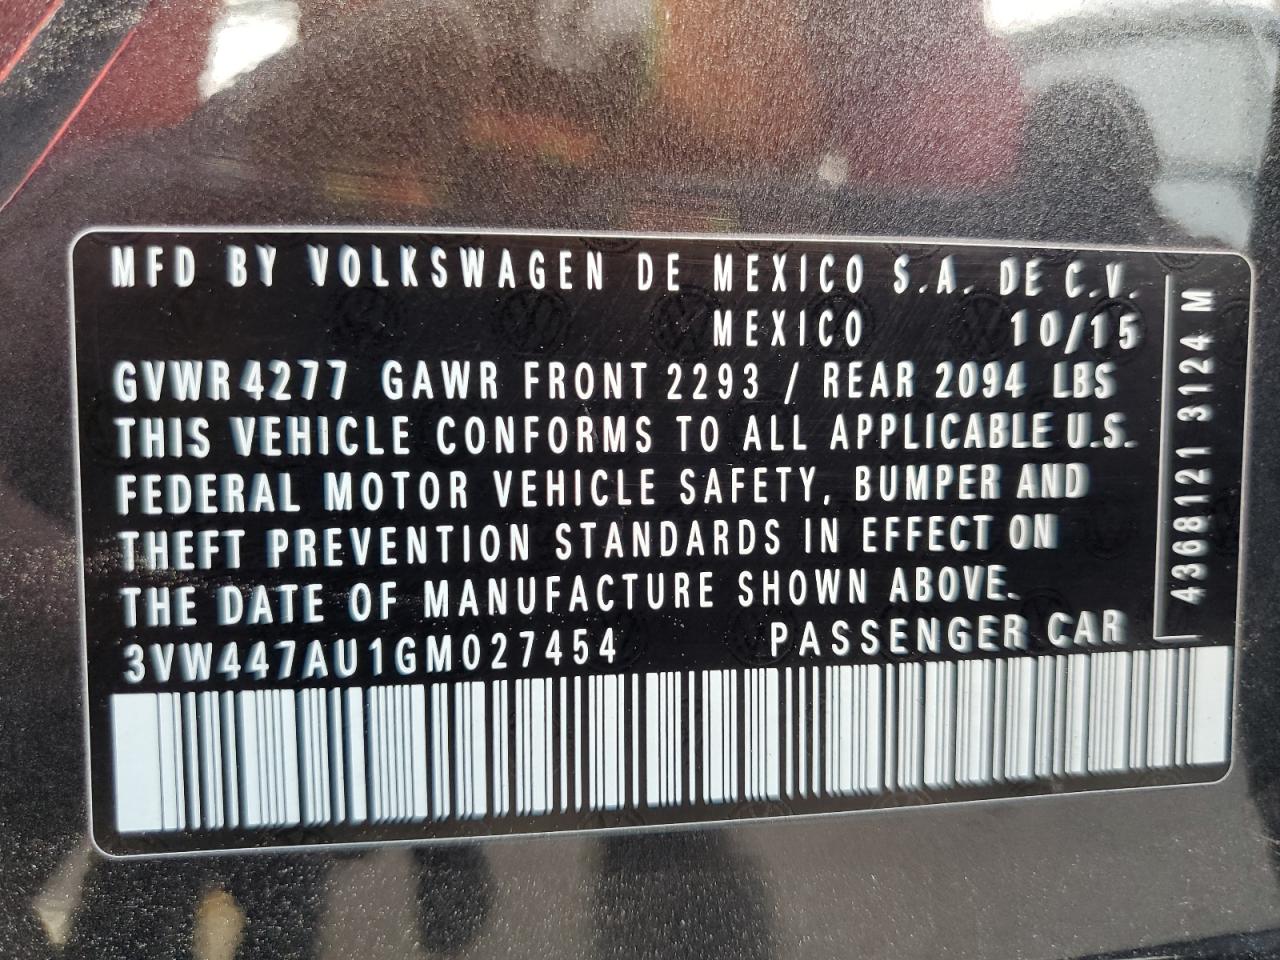 MFD BY VOLKSWAGEN DE MEXICO S.A. DE C.V.
MEXICO 10/15
GVWR 4277 GAWR FRONT 2293 / REAR 2094 LBS
THIS VEHICLE CONFORMS TO ALL APPLICABLE U.S.
FEDERAL MOTOR VEHICLE SAFETY, BUMPER AND
THEFT PREVENTION STANDARDS IN EFFECT ON
THE DATE OF MANUFACTURE SHOWN ABOVE.
3VW447AU1GM027454 PASSENGER CAR
4368121 3124 M